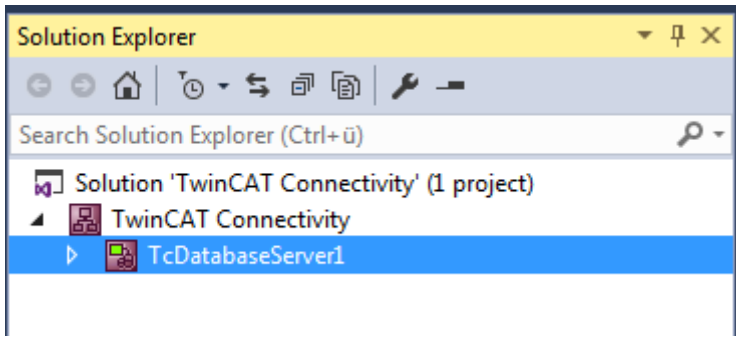 Solution Explorer
Search Solution Explorer (Ctrl+ü)
Solution 'TwinCAT Connectivity' (1 project)
TwinCAT Connectivity
TcDatabaseServer1